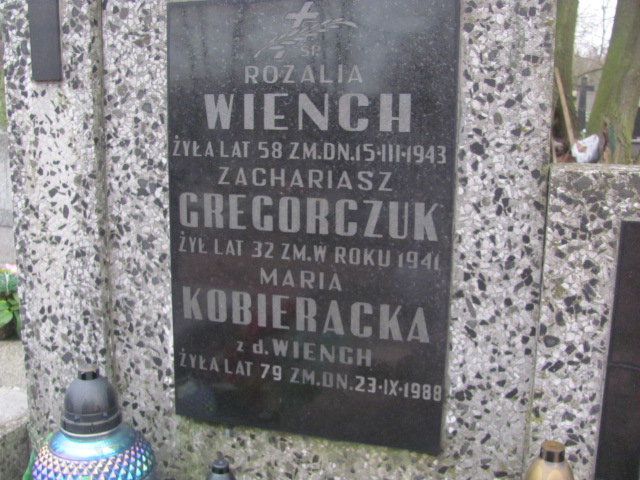 ŚP.
ROZALIA
WIENCH
ŻYŁA LAT 58 ZM.DN.15·III·1943
ZACHARIASZ
GREGORCZUK
ŻYŁ LAT 32 ZM.W ROKU 1941
MARIA
KOBIERACKA
z d. WIENCH
ŻYŁA LAT 79 ZM.DN.23·IX·1988